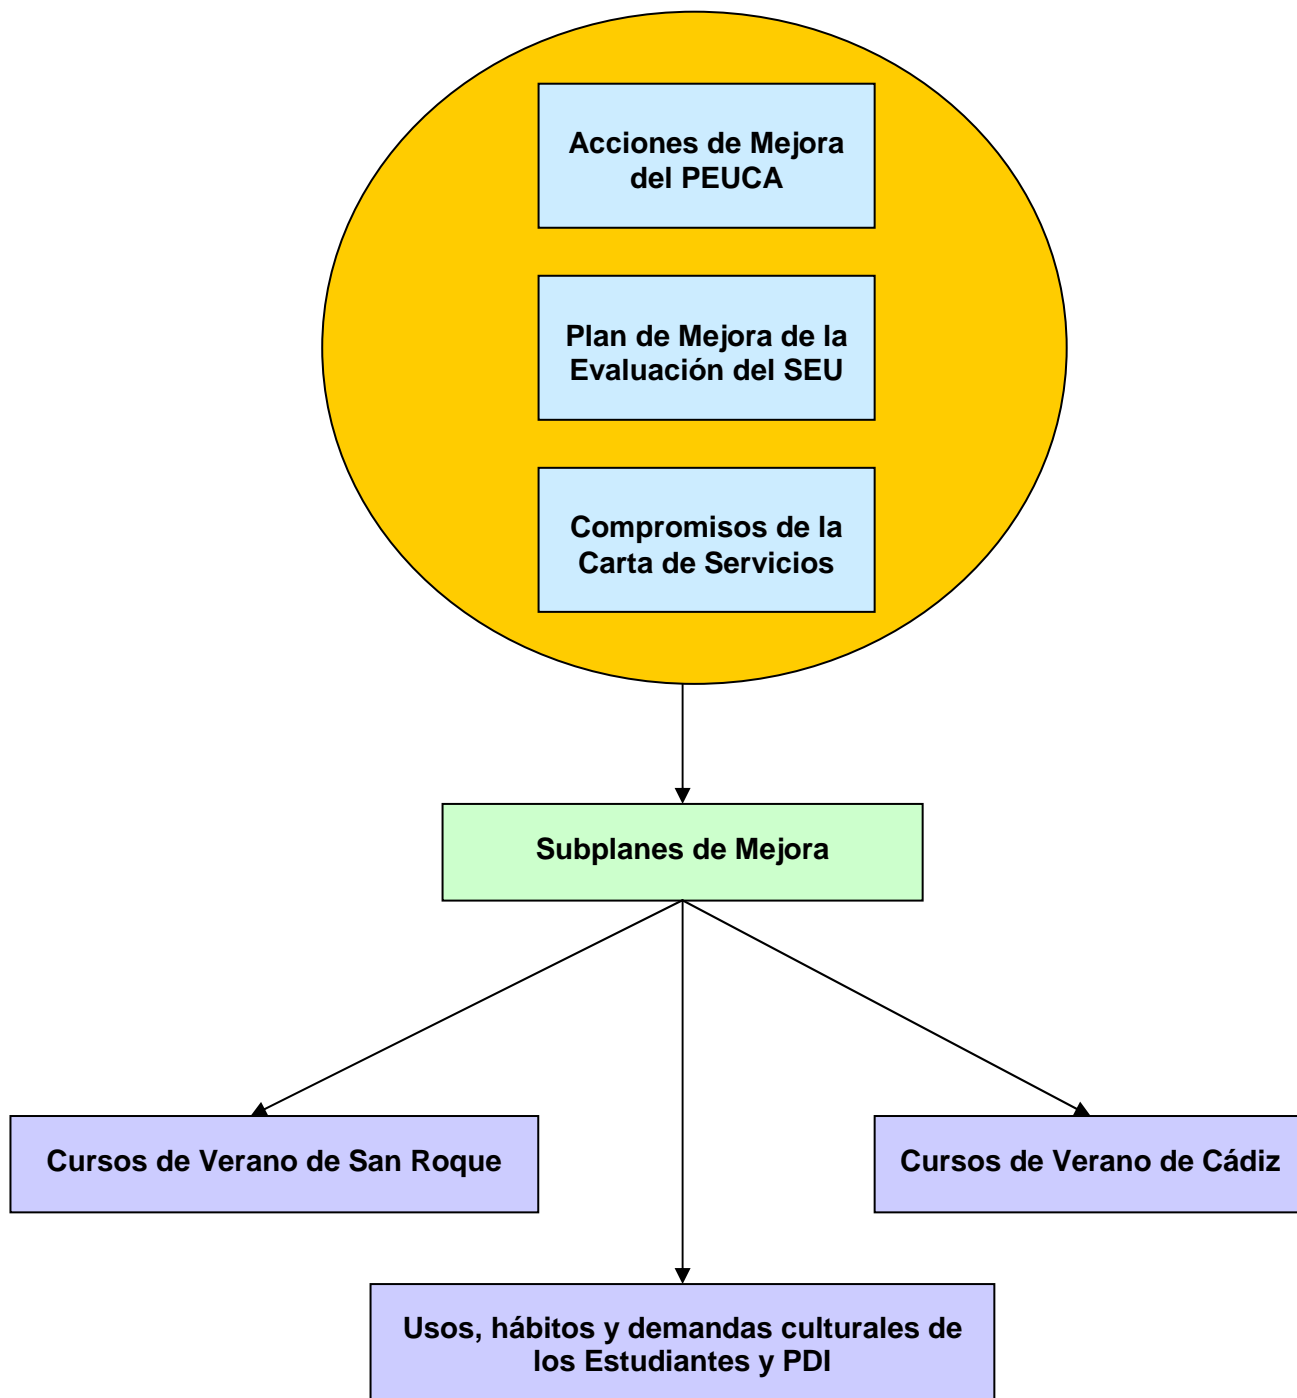 Acciones de Mejora
del PEUCA
Plan de Mejora de la
Evaluación del SEU
Compromisos de la
Carta de Servicios
Subplanes de Mejora
Cursos de Verano de San Roque
Cursos de Verano de Cádiz
Usos, hábitos y demandas culturales de
los Estudiantes y PDI